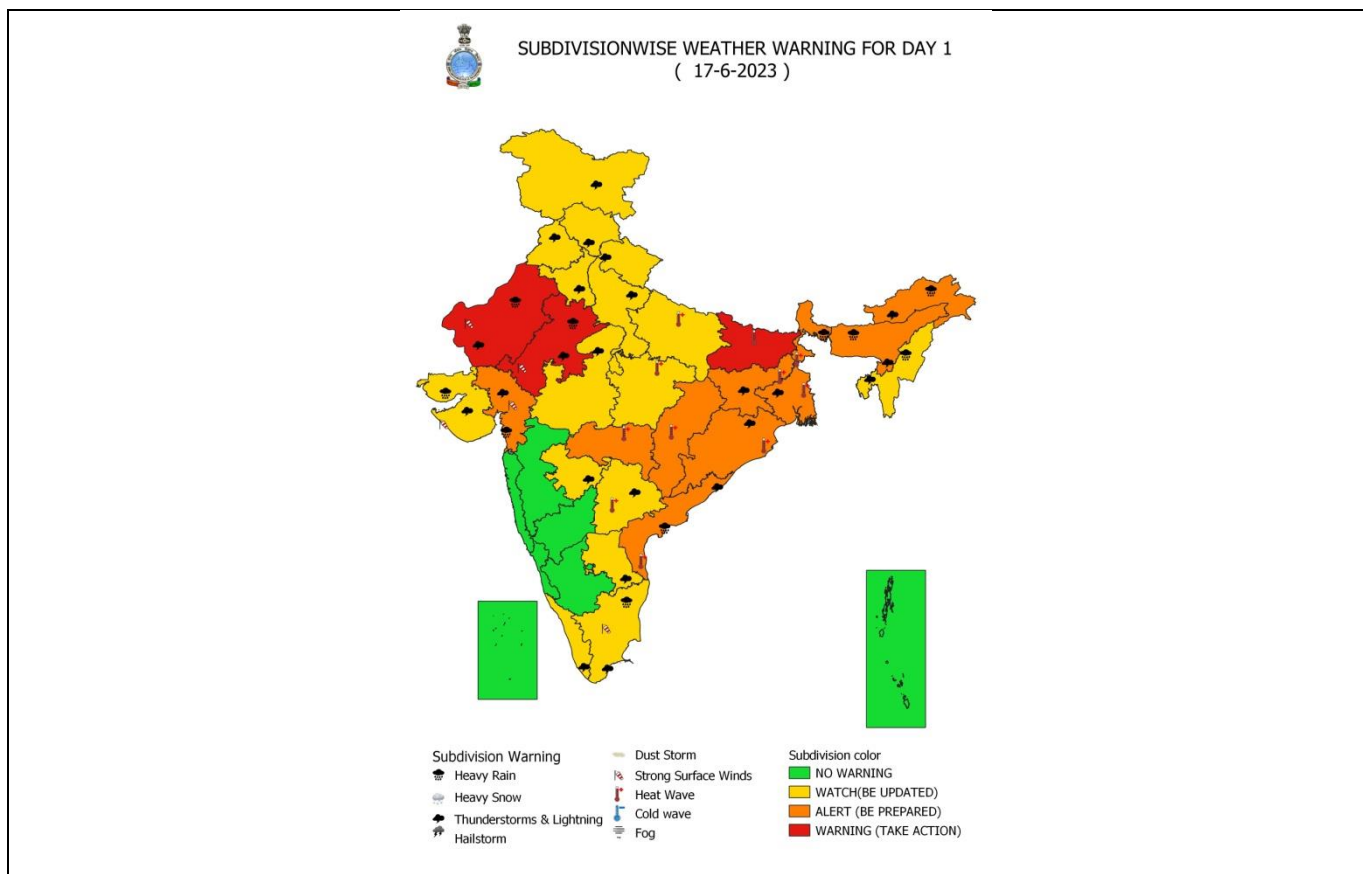 SUBDIVISIONWISE WEATHER WARNING FOR DAY 1
( 17-6-2023 )
Subdivision Warning
Heavy Rain
Heavy Snow
Thunderstorms & Lightning
Hailstorm
Dust Storm
Strong Surface Winds
Heat Wave
Cold wave
Fog
Subdivision color
NO WARNING
WATCH(BE UPDATED)
ALERT (BE PREPARED)
WARNING (TAKE ACTION)